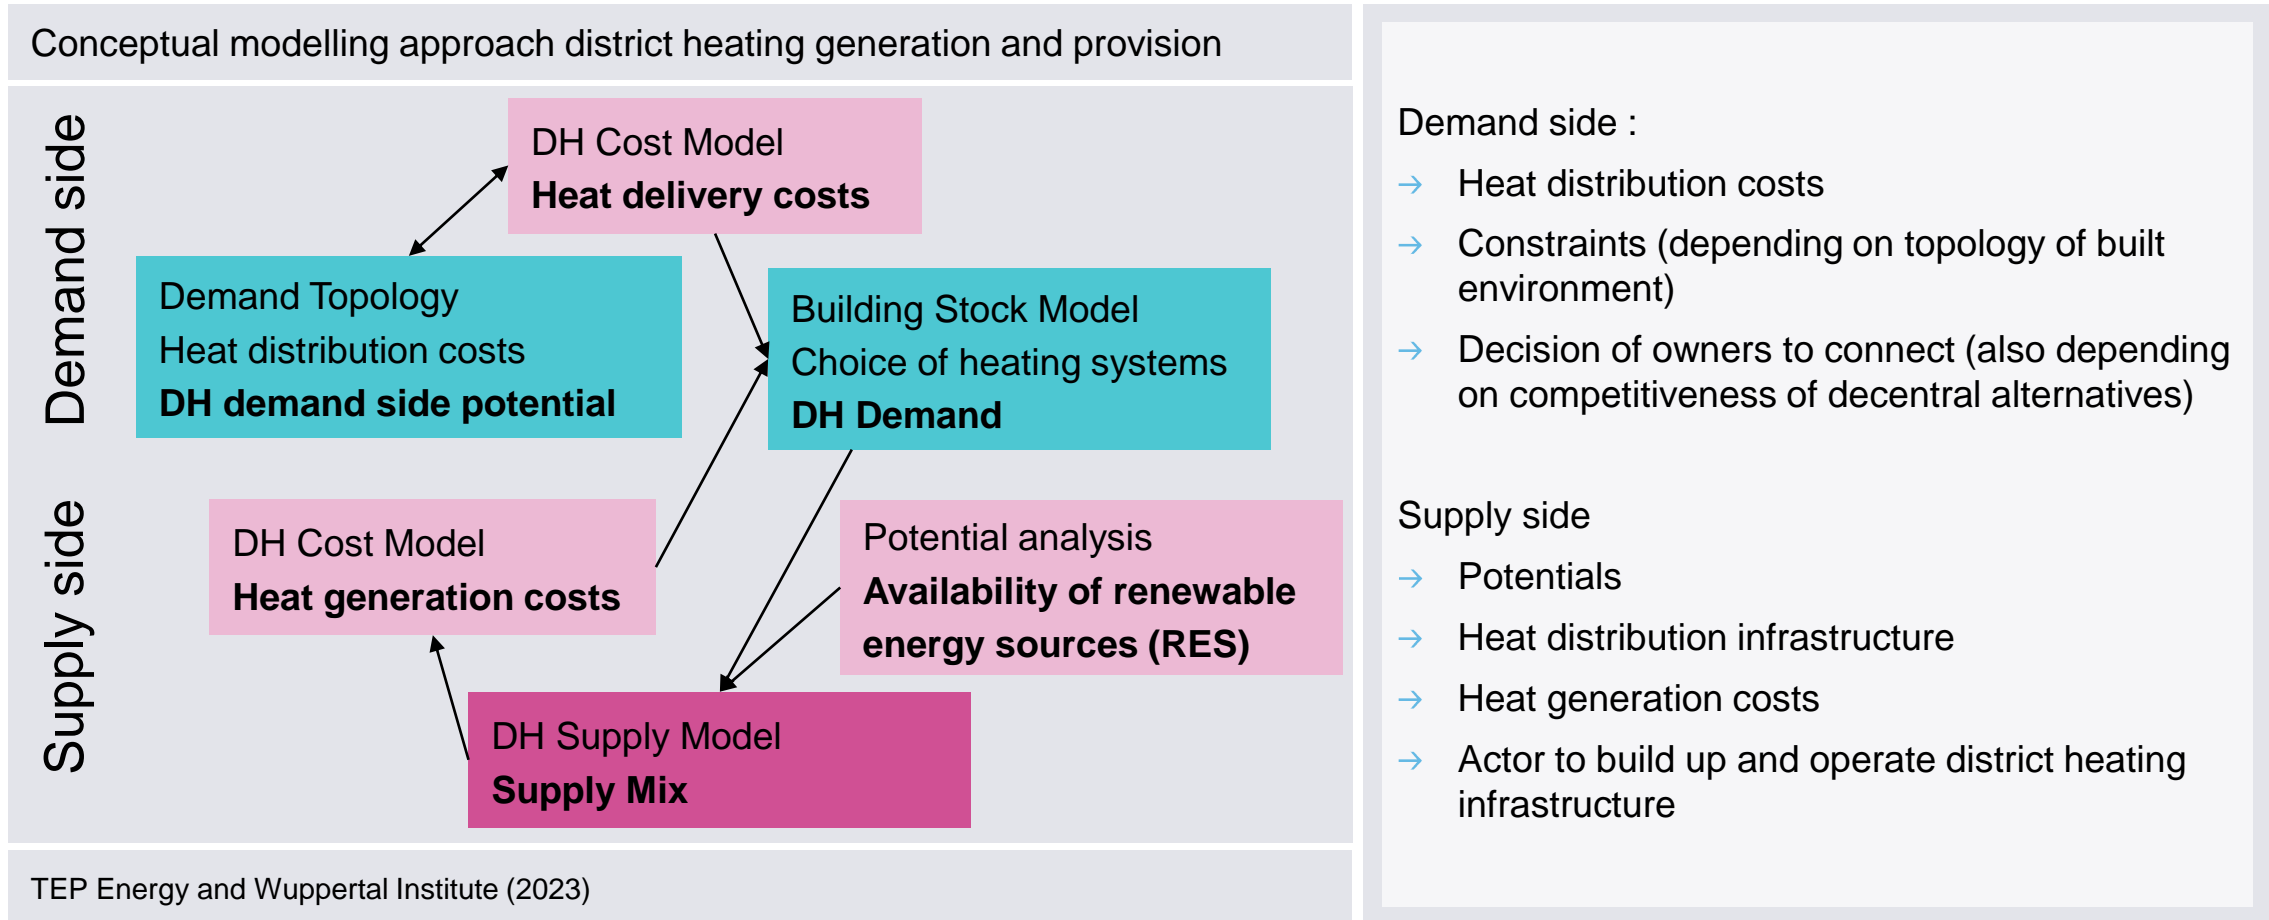 Conceptual modelling approach district heating generation and provision
Demand side
DH Cost Model
Heat delivery costs
Demand Topology
Heat distribution costs
DH demand side potential
Building Stock Model
Choice of heating systems
DH Demand
Supply side
DH Cost Model
Heat generation costs
Potential analysis
Availability of renewable
energy sources (RES)
DH Supply Model
Supply Mix
TEP Energy and Wuppertal Institute (2023)
Demand side :
→ Heat distribution costs
→ Constraints (depending on topology of built
environment)
→ Decision of owners to connect (also depending
on competitiveness of decentral alternatives)
Supply side
→ Potentials
→ Heat distribution infrastructure
→ Heat generation costs
→ Actor to build up and operate district heating
infrastructure